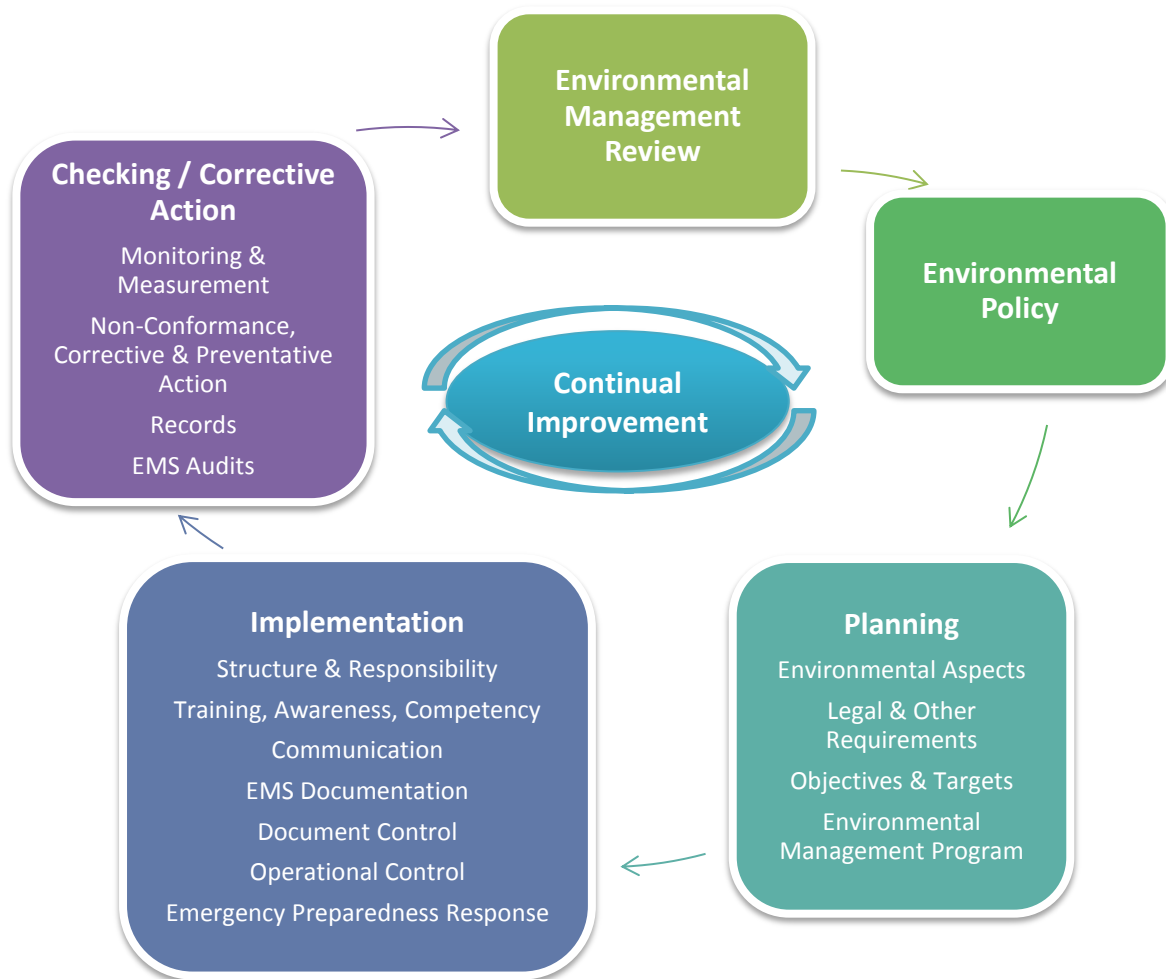 Environmental
Management
Review
Environmental
Policy
Planning
Environmental Aspects
Legal & Other
Requirements
Objectives & Targets
Environmental
Management Program
Implementation
Structure & Responsibility
Training, Awareness, Competency
Communication
EMS Documentation
Document Control
Operational Control
Emergency Preparedness Response
Checking / Corrective
Action
Monitoring &
Measurement
Non-Conformance,
Corrective & Preventative
Action
Records
EMS Audits
Continual
Improvement